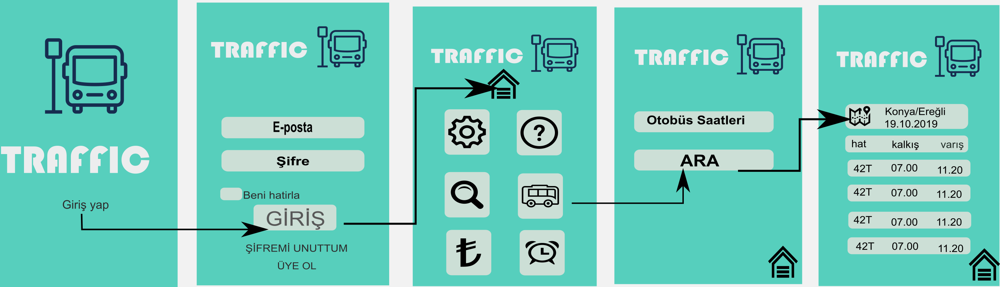 TRAFFIC
Giriş yap
TRAFFIC
E-posta
Şifre
Beni hatirla
GİRİŞ
ŞİFREMİ UNUTTUM
ÜYE OL
TRAFFIC
?
₺
TRAFFIC
Otobüs Saatleri
ARA
TRAFFIC
Konya/Ereğli
19.10.2019
hat kalkış varış
42T 07.00 11.20
42T 07.00 11.20
42T 07.00 11.20
42T 07.00 11.20